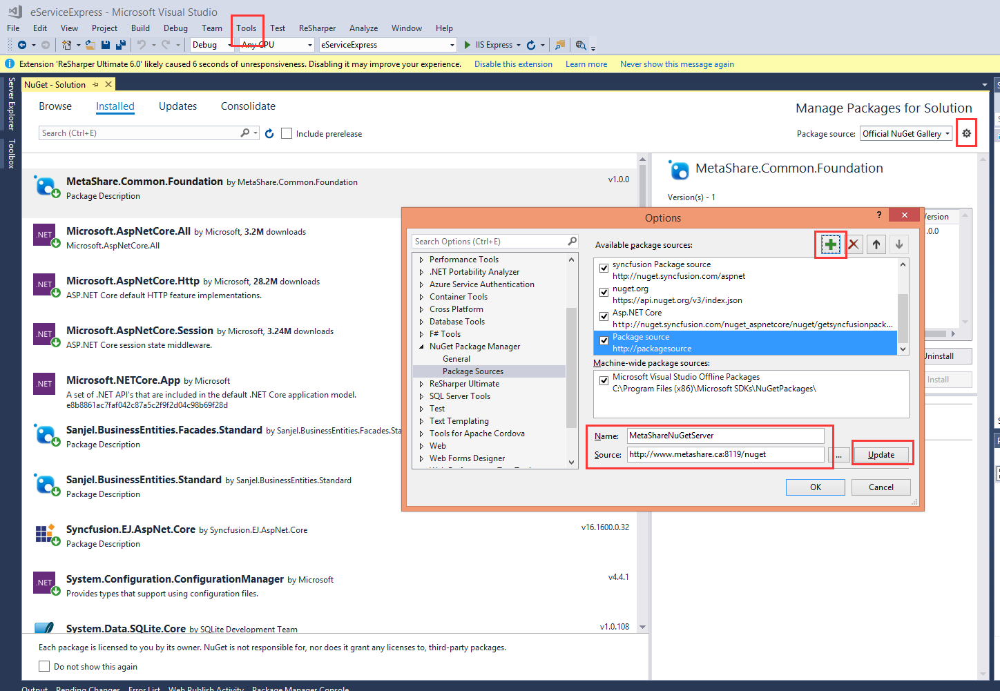 eServiceExpress - Microsoft Visual Studio
File Edit View Project Build Debug Team Tools Test ReSharper Analyze Window Help
Debug Any CPU eServiceExpress IIS Express
Extension 'ReSharper Ultimate 6.0' likely caused 6 seconds of unresponsiveness. Disabling it may improve your experience. Disable this extension Learn more Never show this message again
Server Explorer
Toolbox
NuGet - Solution
Browse Installed Updates Consolidate
Manage Packages for Solution
Search (Ctrl+E) Include prerelease
Package source: Official NuGet Gallery
MetaShare.Common.Foundation by MetaShare.Common.Foundation v1.0.0
Package Description
Microsoft.AspNetCore.All by Microsoft, 3.2M downloads
Microsoft.AspNetCore.All
.NET
Microsoft.AspNetCore.Http by Microsoft, 28.2M downloads
ASP.NET Core default HTTP feature implementations.
.NET
Microsoft.AspNetCore.Session by Microsoft, 3.24M downloads
ASP.NET Core session state middleware.
.NET
Microsoft.NETCore.App by Microsoft
A set of .NET API's that are included in the default .NET Core application model.
e8b8861ac7faf042c87a5c2f9f2d04c98b69f28d
.NET
Sanjel.BusinessEntities.Facades.Standard by Sanjel.BusinessEntities.Facades.Sta
Package Description
Sanjel.BusinessEntities.Standard by Sanjel.BusinessEntities.Standard
Package Description
Syncfusion.EJ.AspNet.Core by Syncfusion.EJ.AspNet.Core v16.1600.0.32
Package Description
System.Configuration.ConfigurationManager by Microsoft v4.4.1
Provides types that support using configuration files.
.NET
System.Data.SQLite.Core by SQLite Development Team v1.0.108
Each package is licensed to you by its owner. NuGet is not responsible for, nor does it grant any licenses to, third-party packages.
Do not show this again
MetaShare.Common.Foundation
Version(s) - 1
Version
.0.0
Uninstall
Install
Options
?
Search Options (Ctrl+E)
Performance Tools
.NET Portability Analyzer
Azure Service Authentication
Container Tools
Cross Platform
Database Tools
F# Tools
NuGet Package Manager
General
Package Sources
ReSharper Ultimate
SQL Server Tools
Test
Text Templating
Tools for Apache Cordova
Web
Web Forms Designer
Available package sources:
syncfusion Package source
http://nuget.syncfusion.com/aspnet
nuget.org
https://api.nuget.org/v3/index.json
Asp.NET Core
http://nuget.syncfusion.com/nuget_aspnetcore/nuget/getsyncfusionpack...
Package source
http://packagesource
Machine-wide package sources:
Microsoft Visual Studio Offline Packages
C:\Program Files (x86)\Microsoft SDKs\NuGetPackages\
Name: MetaShareNuGetServer
Source: http://www.metashare.ca:8119/nuget ... Update
OK Cancel
Output Pending Changes Error List Web Publish Activity Package Manager Console